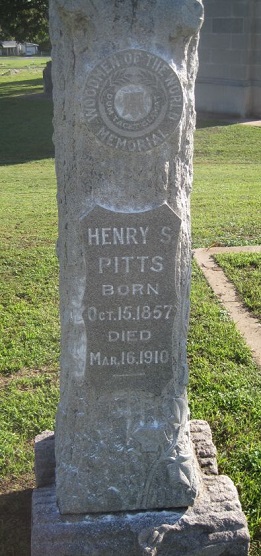 WOODMEN OF THE WORLD
MEMORIAL
HENRY S
PITTS
BORN
OCT. 15. 1857
DIED
MAR. 16. 1910